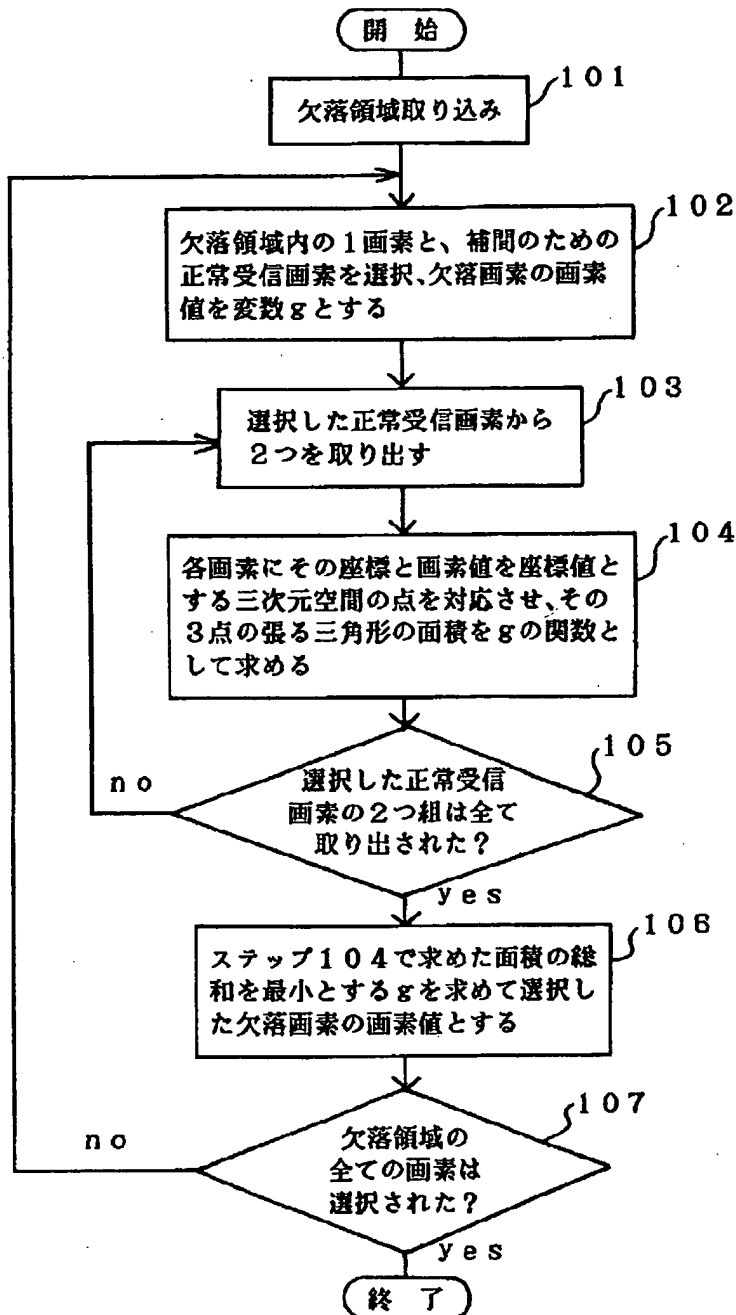 開 始
101
欠落領域取り込み
102
欠落領域内の1画素と、補間のための
正常受信画素を選択、欠落画素の画素
値を変数gとする
103
選択した正常受信画素から
2つを取り出す
104
各画素にその座標と画素値を座標値と
する三次元空間の点を対応させ、その
3点の張る三角形の面積をgの関数と
して求める
105
選択した正常受信
画素の2つ組は全て
取り出された?
no
yes
106
ステップ104で求めた面積の総
和を最小とするgを求めて選択し
た欠落画素の画素値とする
107
欠落領域の
全ての画素は
選択された?
no
yes
終 了